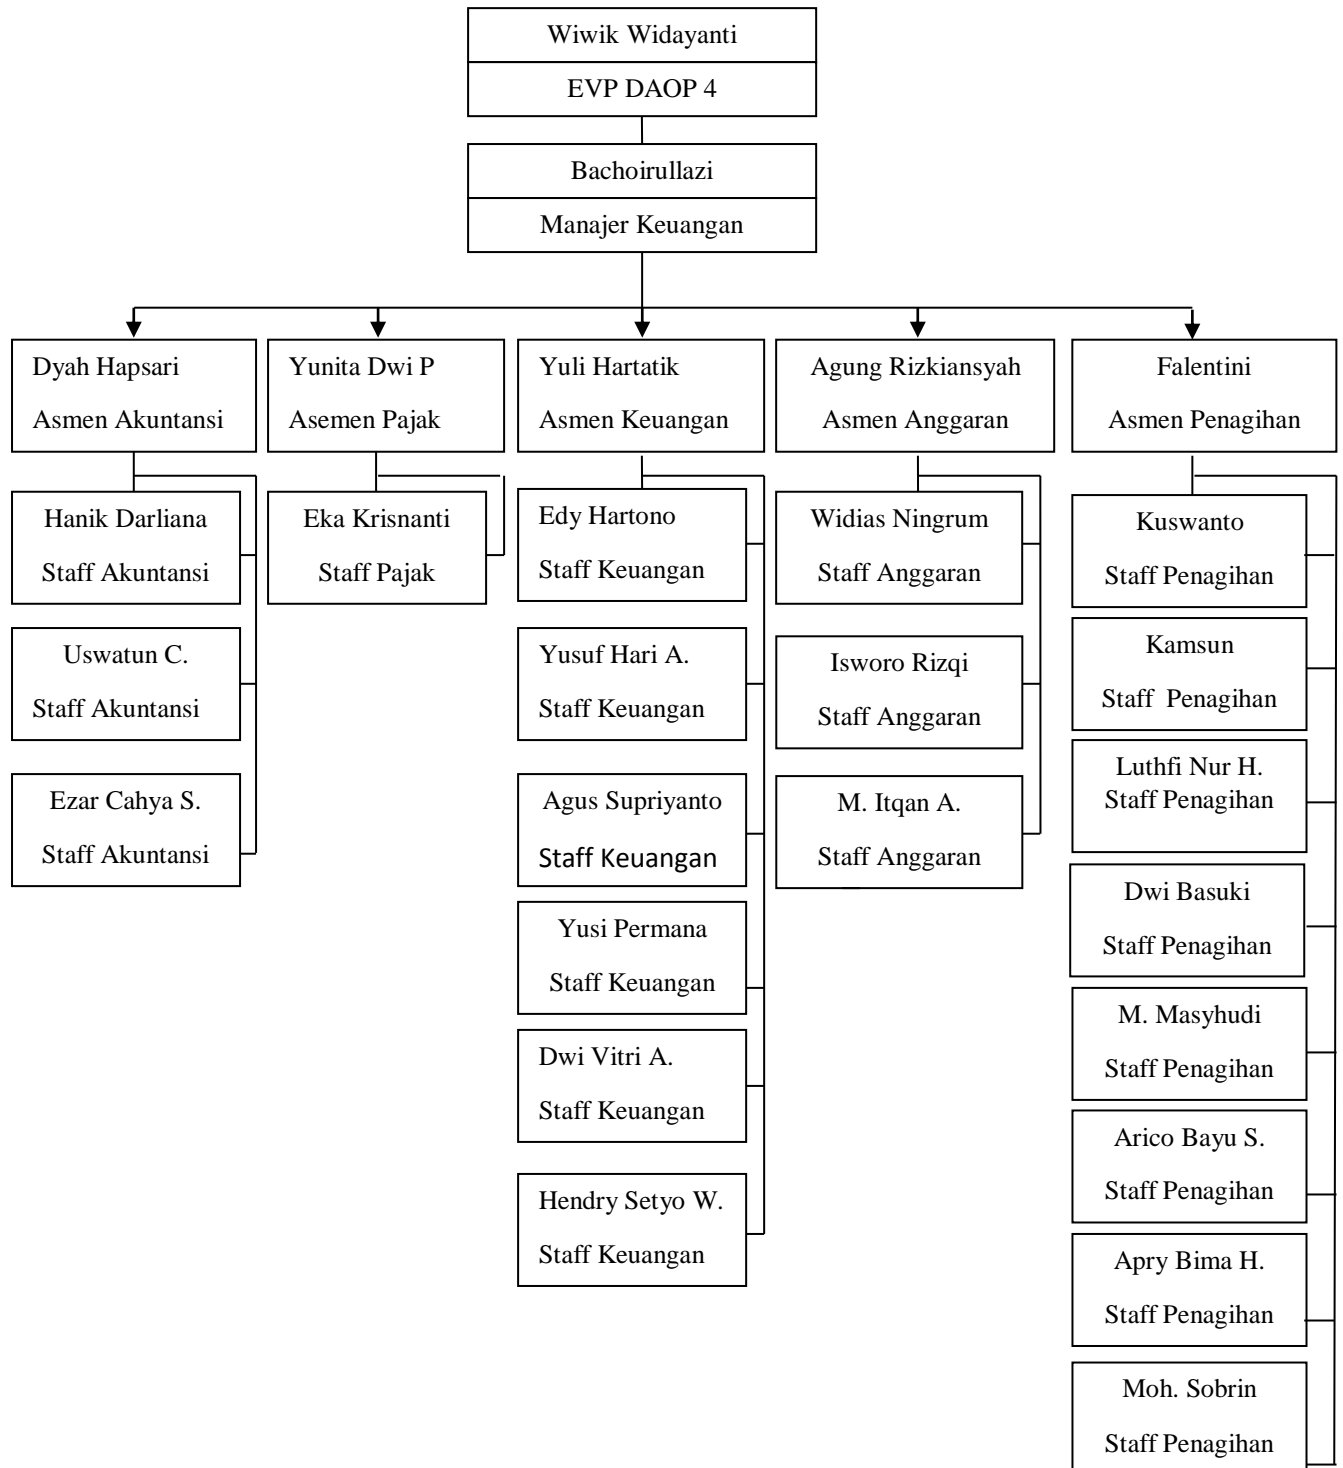 Wiwik Widayanti
EVP DAOP 4
Bachoirullazi
Manajer Keuangan
Dyah Hapsari
Asmen Akuntansi
Yunita Dwi P
Asemen Pajak
Yuli Hartatik
Asmen Keuangan
Agung Rizkiansyah
Asmen Anggaran
Falentini
Asmen Penagihan
Hanik Darliana
Staff Akuntansi
Uswatun C.
Staff Akuntansi
Ezar Cahya S.
Staff Akuntansi
Eka Krisnanti
Staff Pajak
Edy Hartono
Staff Keuangan
Yusuf Hari A.
Staff Keuangan
Agus Supriyanto
Staff Keuangan
Yusi Permana
Staff Keuangan
Dwi Vitri A.
Staff Keuangan
Hendry Setyo W.
Staff Keuangan
Widias Ningrum
Staff Anggaran
Isworo Rizqi
Staff Anggaran
M. Itqan A.
Staff Anggaran
Kuswanto
Staff Penagihan
Kamsun
Staff  Penagihan
Luthfi Nur H.
Staff Penagihan
Dwi Basuki
Staff Penagihan
M. Masyhudi
Staff Penagihan
Arico Bayu S.
Staff Penagihan
Apry Bima H.
Staff Penagihan
Moh. Sobrin
Staff Penagihan